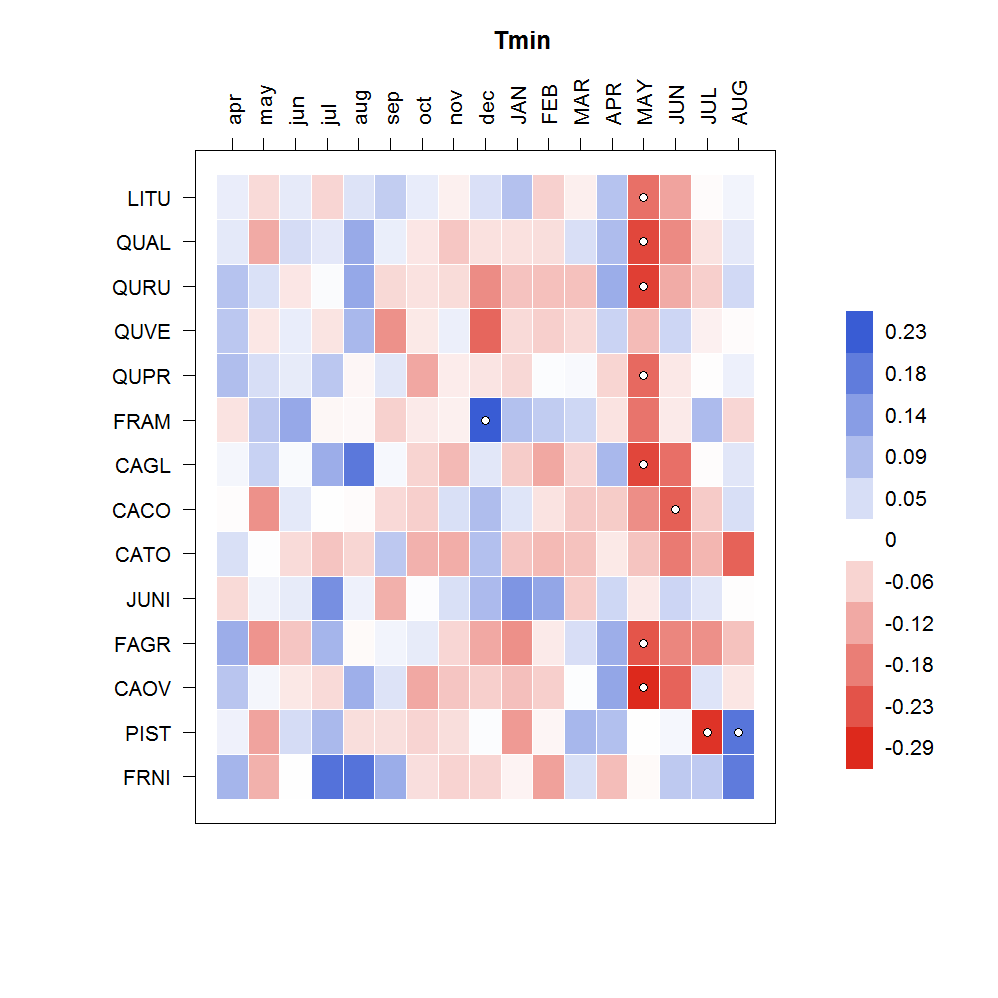 Tmin
apr may jun jul aug sep oct nov dec JAN FEB MAR APR MAY JUN JUL AUG
LITU
QUAL
QURU
QUVE
QUPR
FRAM
CAGL
CACO
CATO
JUNI
FAGR
CAOV
PIST
FRNI
0.23
0.18
0.14
0.09
0.05
0
-0.06
-0.12
-0.18
-0.23
-0.29